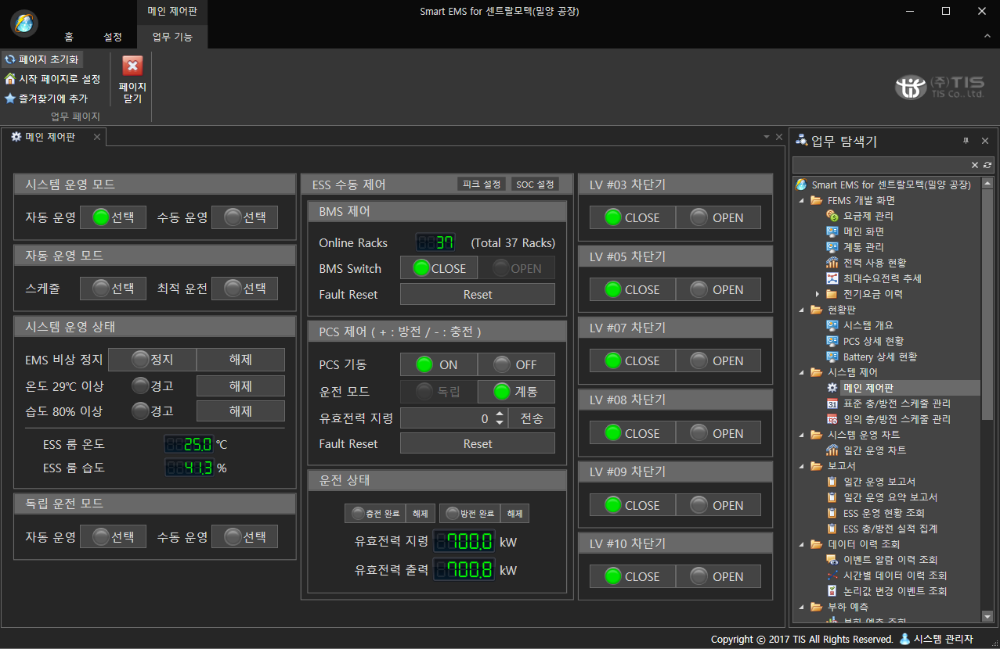 메인 제어판
Smart EMS for 센트랄모텍(밀양 공장)
홈 설정 업무 기능
페이지 초기화
시작 페이지로 설정
즐겨찾기에 추가
페이지
닫기
업무 페이지
(주)TIS
TIS Co., Ltd.
메인 제어판
시스템 운영 모드
자동 운영 선택 수동 운영 선택
자동 운영 모드
스케줄 선택 최적 운전 선택
시스템 운영 상태
EMS 비상 정지 정지 해제
온도 29℃ 이상 경고 해제
습도 80% 이상 경고 해제
ESS 룸 온도 25.0 ℃
ESS 룸 습도 41.3 %
독립 운전 모드
자동 운영 선택 수동 운영 선택
ESS 수동 제어 피크 설정 SOC 설정
BMS 제어
Online Racks 37 (Total 37 Racks)
BMS Switch CLOSE OPEN
Fault Reset Reset
PCS 제어 ( + : 방전 / - : 충전 )
PCS 기동 ON OFF
운전 모드 독립 계통
유효전력 지령 0 전송
Fault Reset Reset
운전 상태
충전 완료 해제 방전 완료 해제
유효전력 지령 700.0 kW
유효전력 출력 700.8 kW
LV #03 차단기
CLOSE OPEN
LV #05 차단기
CLOSE OPEN
LV #07 차단기
CLOSE OPEN
LV #08 차단기
CLOSE OPEN
LV #09 차단기
CLOSE OPEN
LV #10 차단기
CLOSE OPEN
업무 탐색기
Smart EMS for 센트랄모텍(밀양 공장)
FEMS 개발 화면
요금제 관리
메인 화면
계통 관리
전력 사용 현황
최대수요전력 추세
전기요금 이력
현황판
시스템 개요
PCS 상세 현황
Battery 상세 현황
시스템 제어
메인 제어판
표준 충/방전 스케줄 관리
임의 충/방전 스케줄 관리
시스템 운영 차트
일간 운영 차트
보고서
일간 운영 보고서
일간 운영 요약 보고서
ESS 운영 현황 조회
ESS 충/방전 실적 집계
데이터 이력 조회
이벤트 알람 이력 조회
시간별 데이터 이력 조회
논리값 변경 이벤트 조회
부하 예측
부하 예측 조회
Copyright © 2017 TIS All Rights Reserved. 시스템 관리자